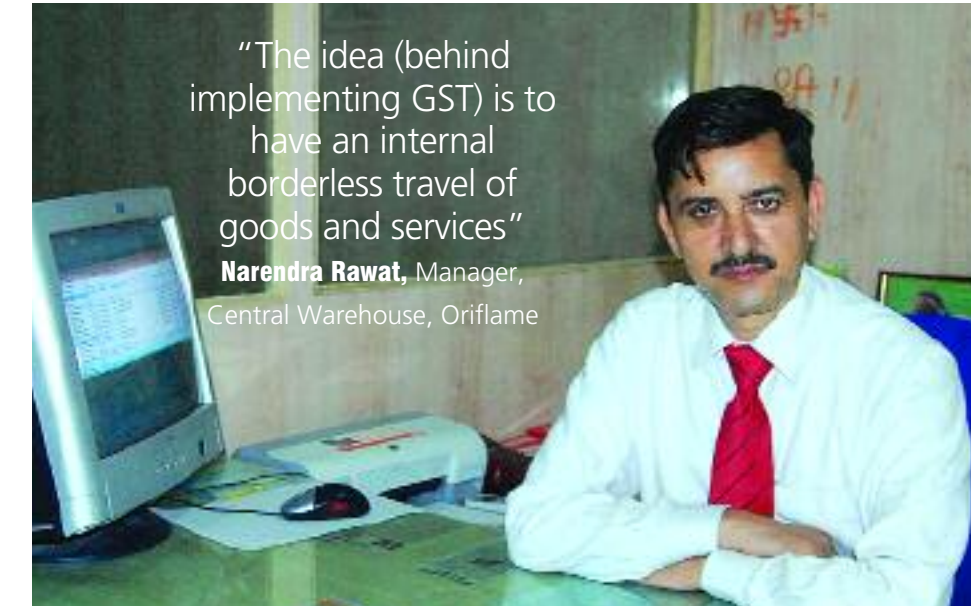 “The idea (behind
implementing GST) is to
have an internal
borderless travel of
goods and services”
Narendra Rawat, Manager,
Central Warehouse, Oriflame